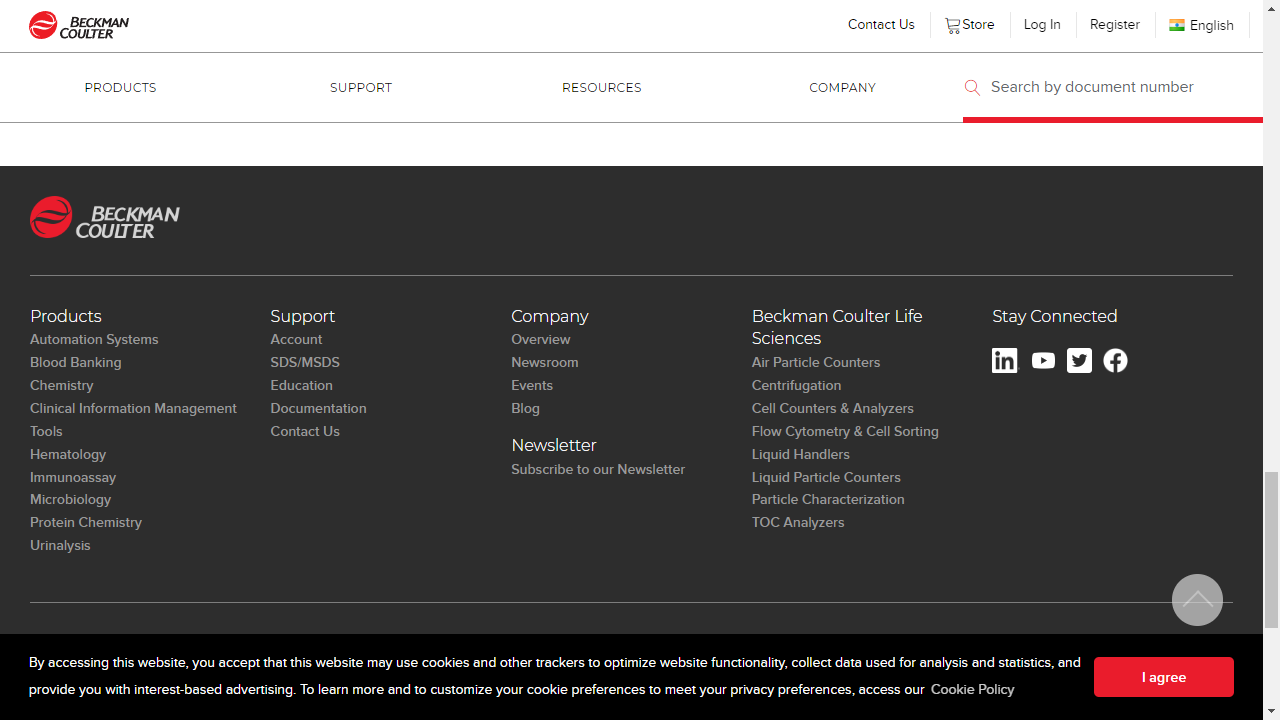 BECKMAN
COULTER
Contact Us
Store
Log In
Register
English
PRODUCTS
SUPPORT
RESOURCES
COMPANY
Search by document number
BECKMAN
COULTER
Products
Automation Systems
Blood Banking
Chemistry
Clinical Information Management
Tools
Hematology
Immunoassay
Microbiology
Protein Chemistry
Urinalysis
Support
Account
SDS/MSDS
Education
Documentation
Contact Us
Company
Overview
Newsroom
Events
Blog
Newsletter
Subscribe to our Newsletter
Beckman Coulter Life
Sciences
Air Particle Counters
Centrifugation
Cell Counters & Analyzers
Flow Cytometry & Cell Sorting
Liquid Handlers
Liquid Particle Counters
Particle Characterization
TOC Analyzers
Stay Connected
in
By accessing this website, you accept that this website may use cookies and other trackers to optimize website functionality, collect data used for analysis and statistics, and
provide you with interest-based advertising. To learn more and to customize your cookie preferences to meet your privacy preferences, access our Cookie Policy
I agree